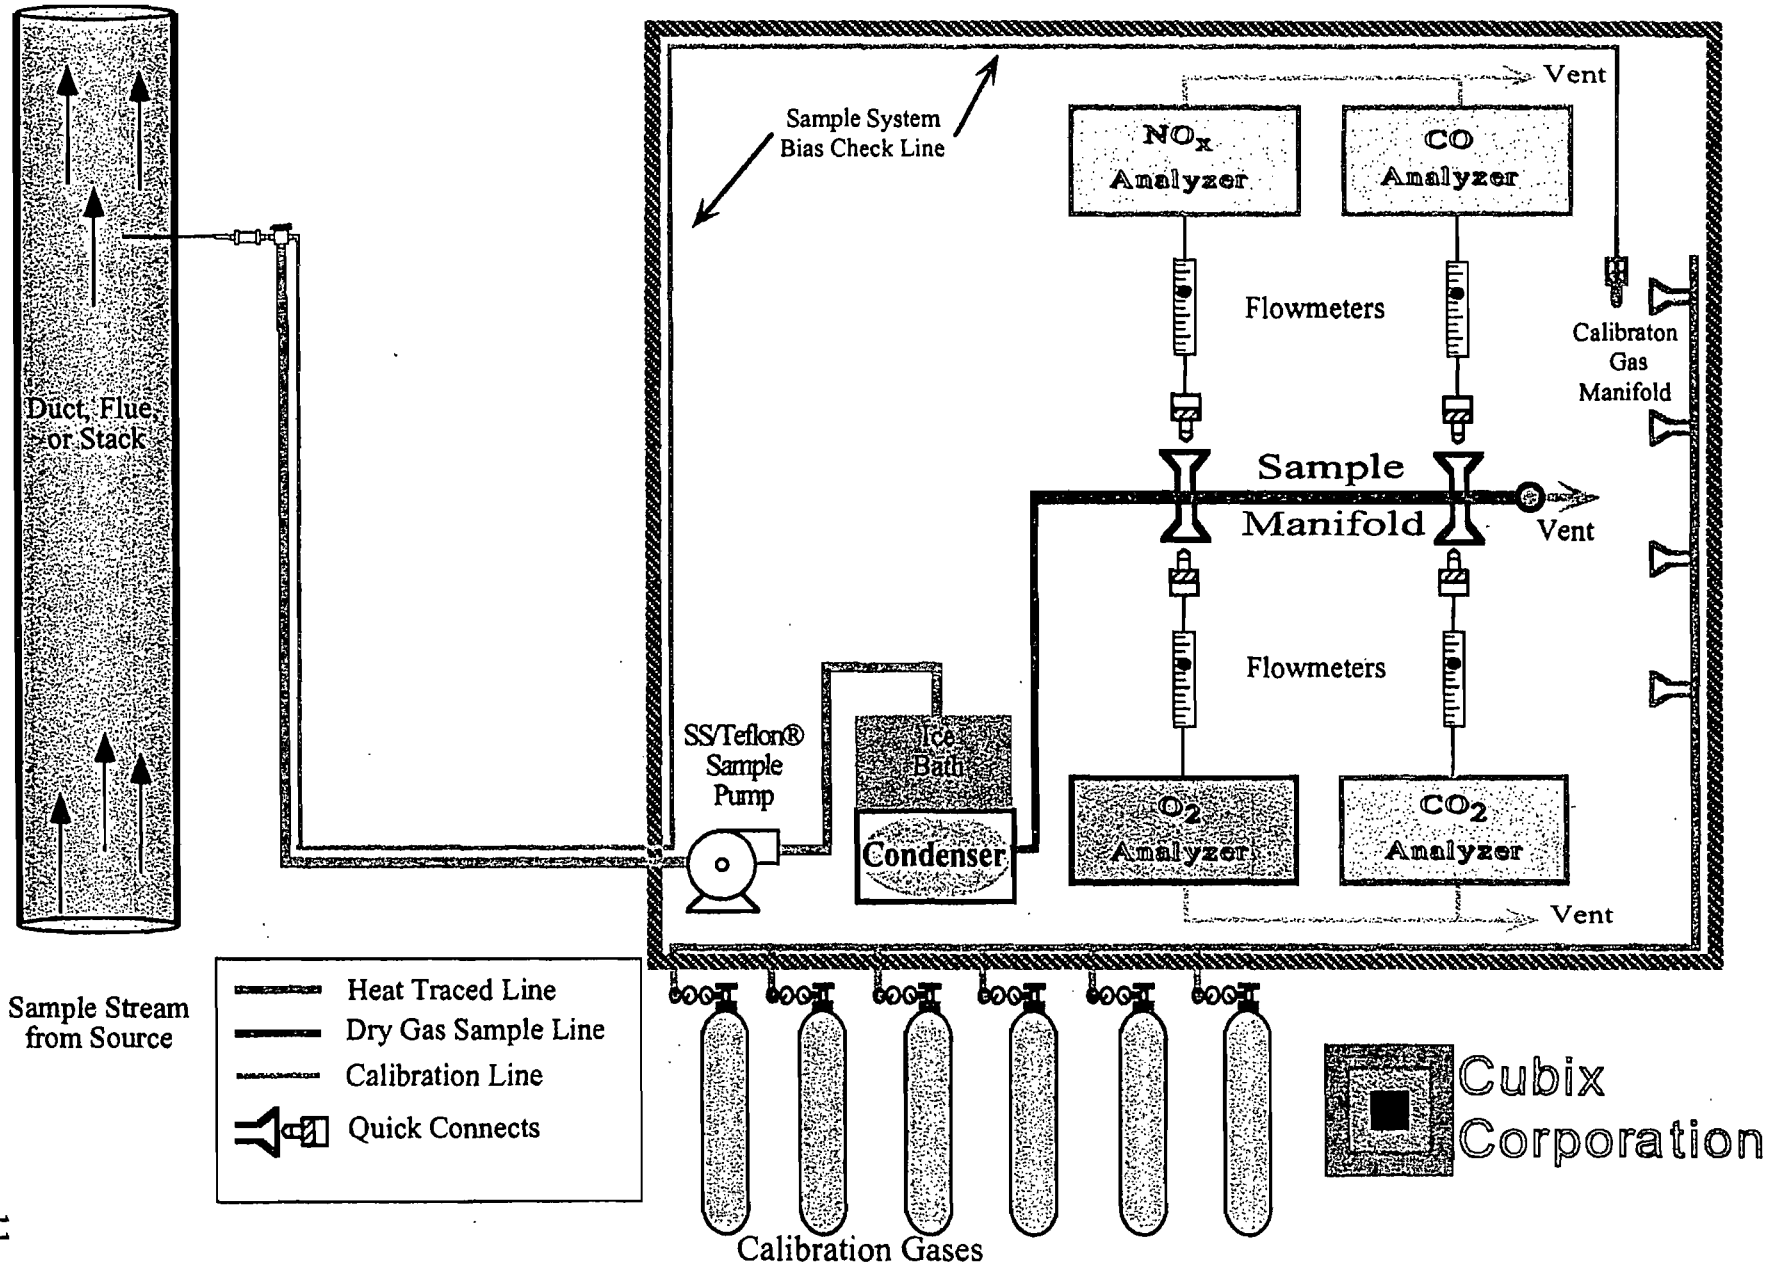 Vent
Sample System
Bias Check Line
NOx
Analyzer
CO
Analyzer
Flowmeters
Calibraton
Gas
Manifold
Duct, Flue,
or Stack
Sample
Manifold
Vent
Flowmeters
SS/Teflon®
Sample
Pump
Ice
Bath
Condenser
O2
Analyzer
CO2
Analyzer
Vent
Sample Stream
from Source
Heat Traced Line
Dry Gas Sample Line
Calibration Line
Quick Connects
Calibration Gases
Cubix
Corporation
11